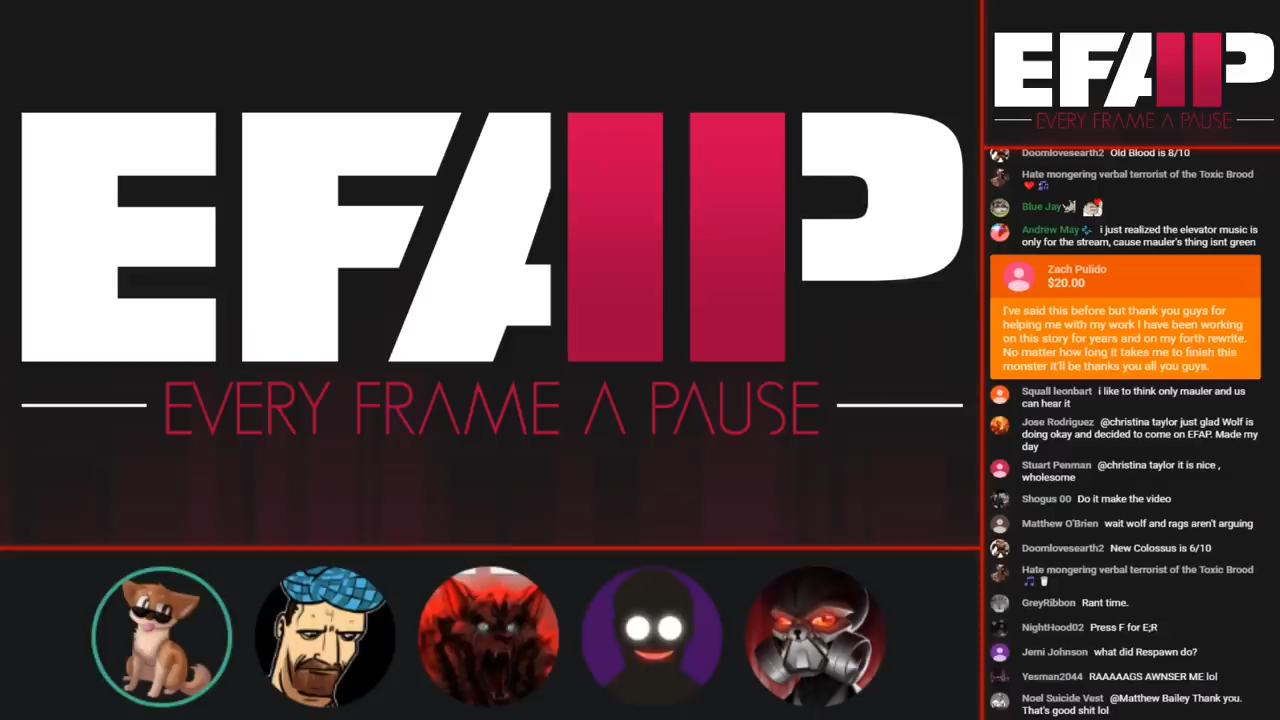 EFAP
EVERY FRAME A PAUSE
EFAP
EVERY FRAME A PAUSE
Doomlovesearth2 Old Blood is 8/10
Hate mongering verbal terrorist of the Toxic Brood
Blue Jay
Andrew May i just realized the elevator music is
only for the stream, cause mauler's thing isnt green
Zach Pulido
$20.00
I've said this before but thank you guys for
helping me with my work I have been working
on this story for years and on my forth rewrite.
No matter how long it takes me to finish this
monster it'll be thanks you all you guys.
Squall leonbart i like to think only mauler and us
can hear it
Jose Rodriguez @christina taylor just glad Wolf is
doing okay and decided to come on EFAP. Made my
day
Stuart Penman @christina taylor it is nice ,
wholesome
Shogus 00 Do it make the video
Matthew O'Brien wait wolf and rags aren't arguing
Doomlovesearth2 New Colossus is 6/10
Hate mongering verbal terrorist of the Toxic Brood
GreyRibbon Rant time.
NightHood02 Press F for E;R
Jemi Johnson what did Respawn do?
Yesman2044 RAAAAAGS AWNSER ME lol
Noel Suicide Vest @Matthew Bailey Thank you.
That's good shit lol